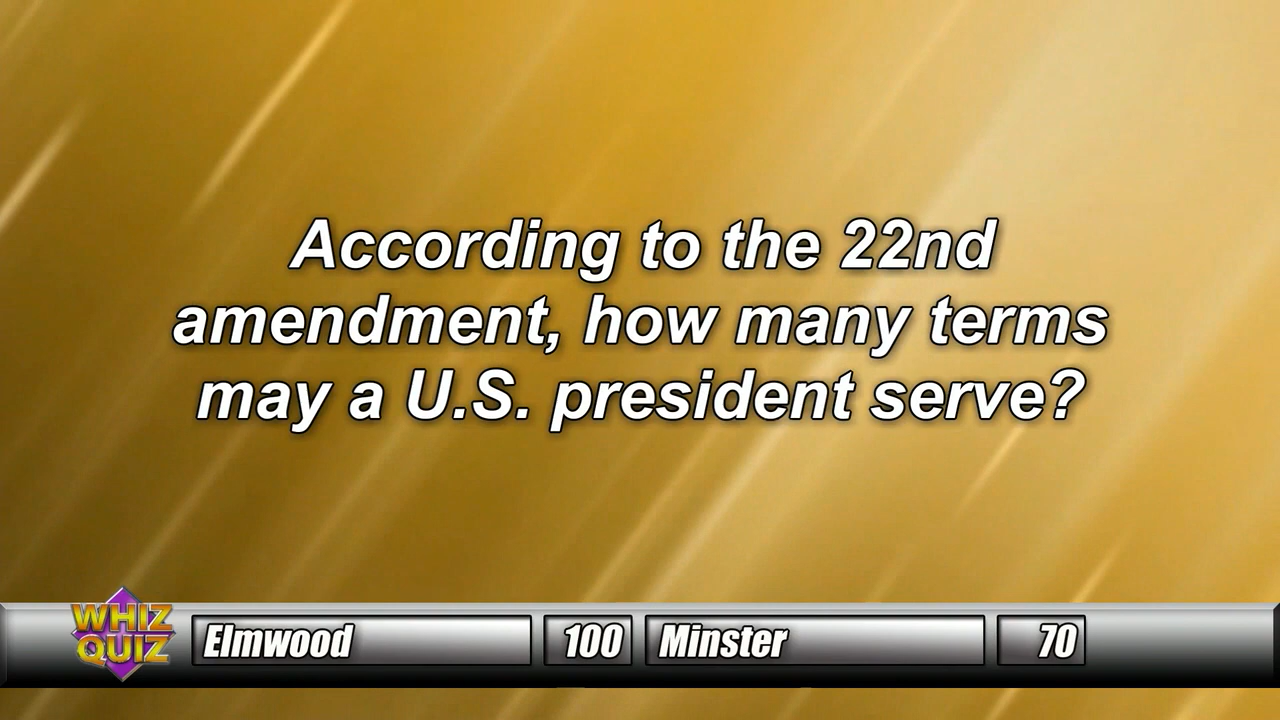 According to the 22nd
amendment, how many terms
may a U.S. president serve?
WHIZ
QUIZ
Elmwood 100 Minster 70